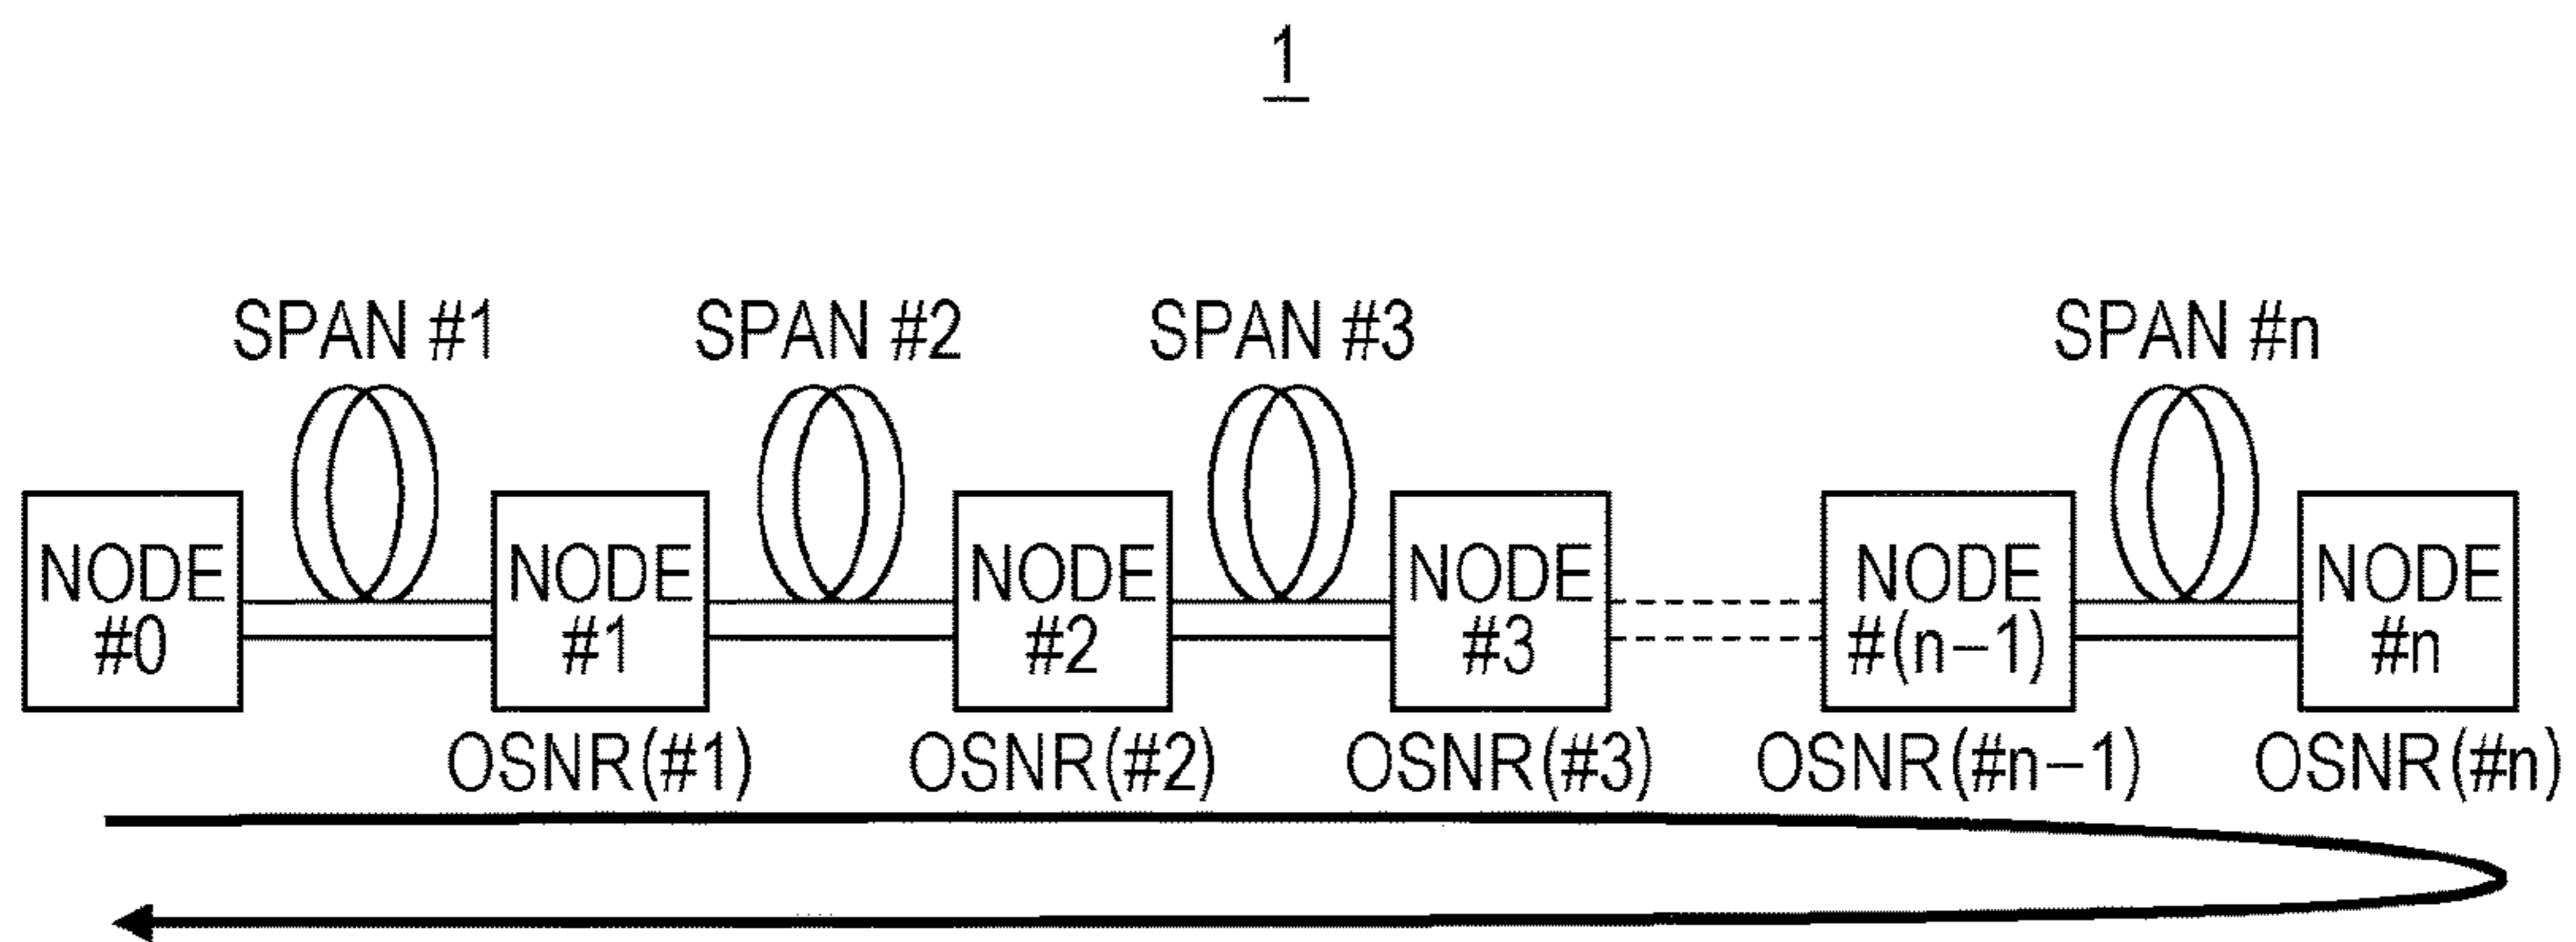 1
SPAN #1
SPAN #2
SPAN #3
SPAN #n
NODE
#0
NODE
#1
NODE
#2
NODE
#3
NODE
#(n−1)
NODE
#n
OSNR(#1)
OSNR(#2)
OSNR(#3)
OSNR(#n−1)
OSNR(#n)